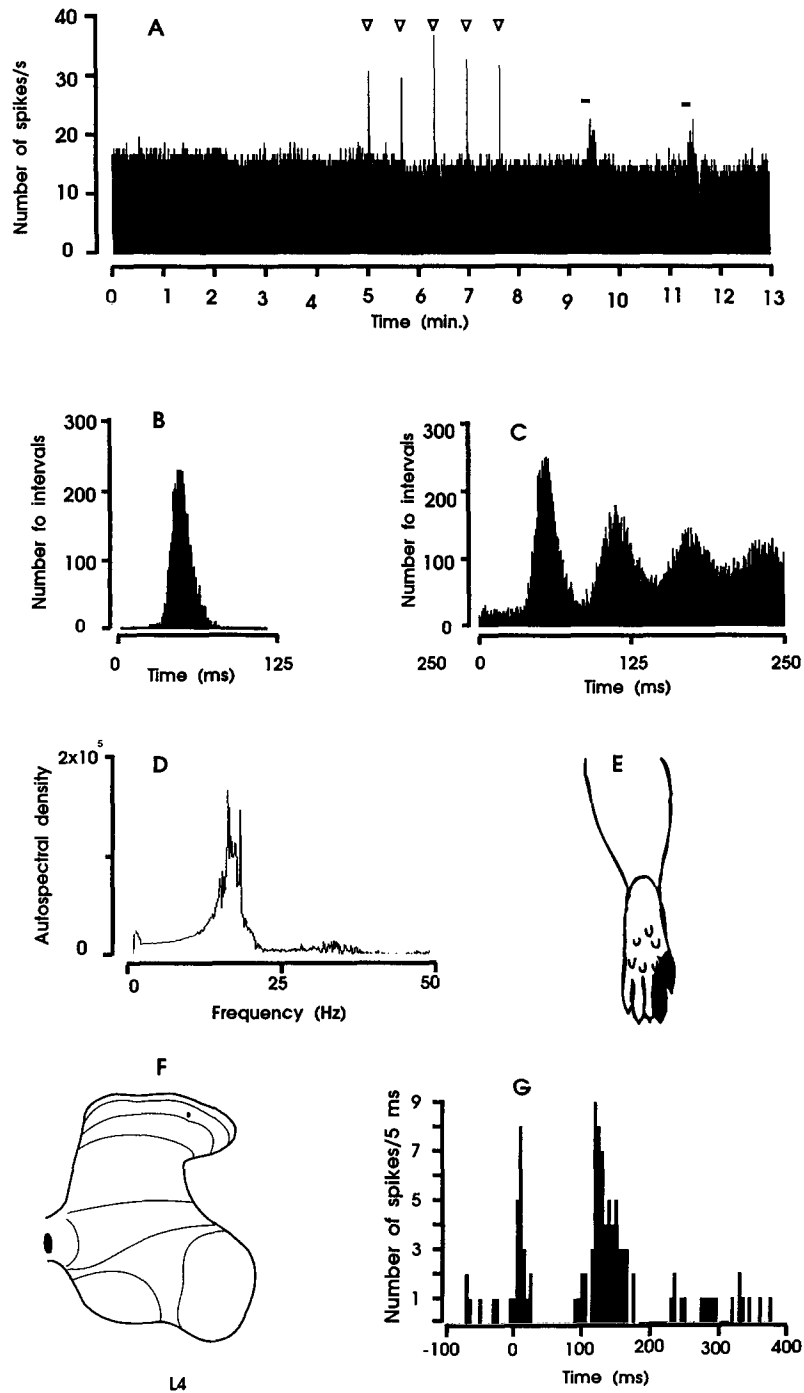 A
Number of spikes/s
40
30
20
10
0
0 1 2 3 4 5 6 7 8 9 10 11 12 13
Time (min.)
B
Number fo intervals
300
200
100
0
0 125 250
Time (ms)
C
Number fo intervals
300
200
100
0
0 125 250
Time (ms)
D
Autospectral density
2x10⁵
0
0 25 50
Frequency (Hz)
E
F
L4
G
Number of spikes/5 ms
9
7
5
3
1
-100 0 100 200 300 400
Time (ms)